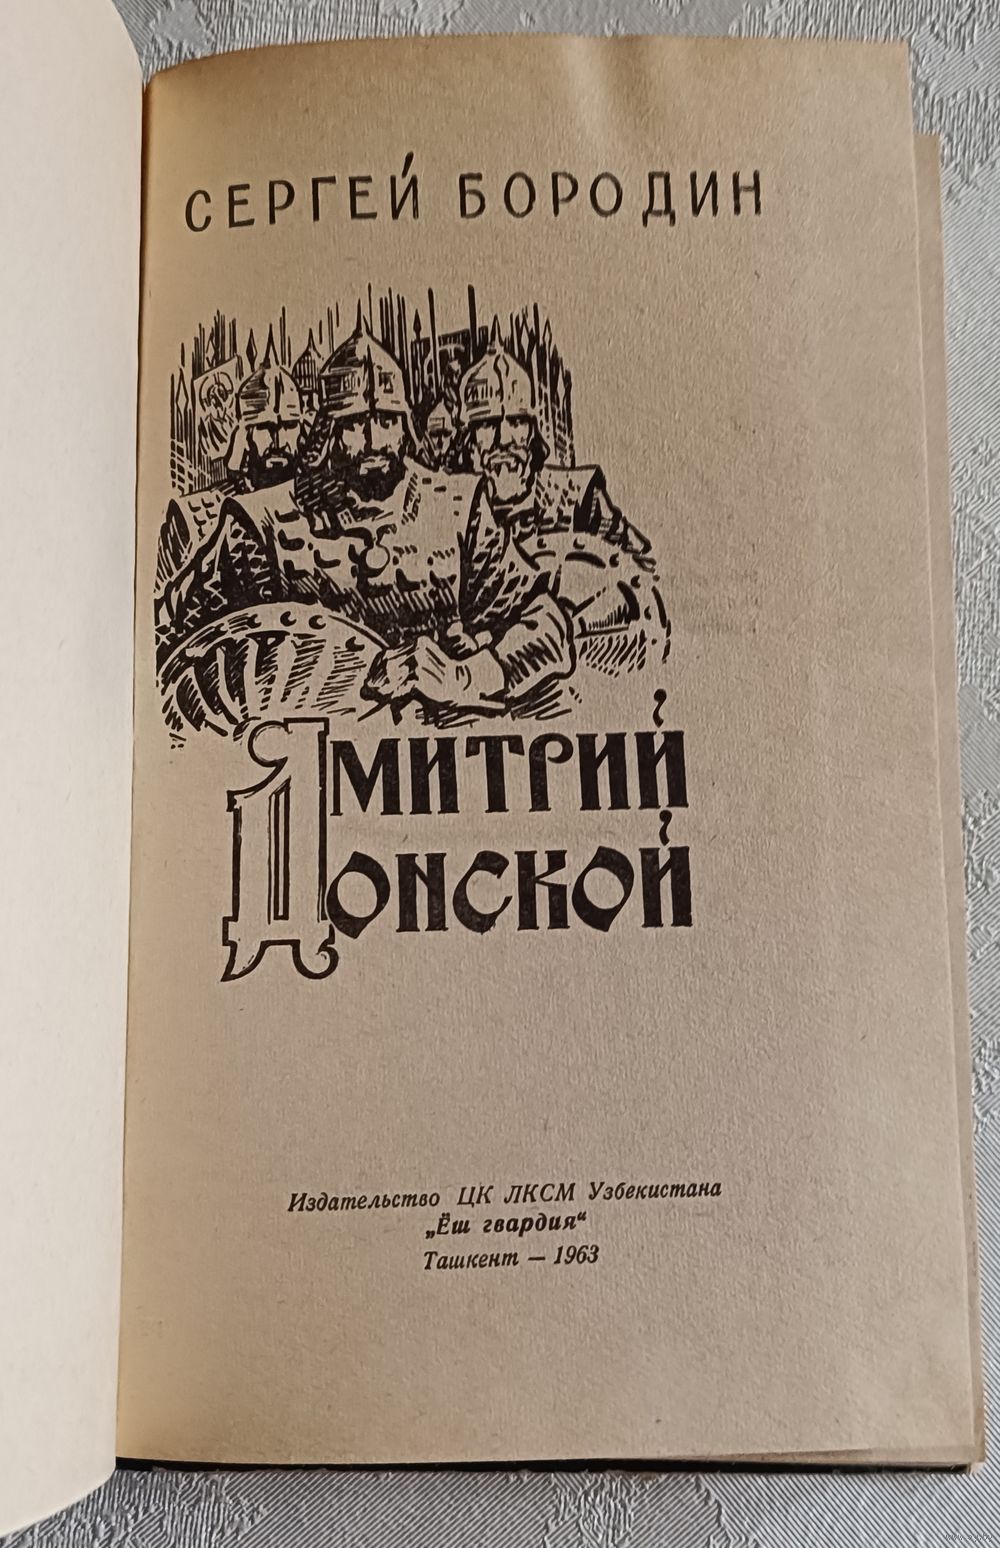 СЕРГЕЙ БОРОДИН
ДМИТРИЙ
ДОНСКОЙ
Издательство ЦК ЛКСМ Узбекистана
„Ёш гвардия“
Ташкент — 1963